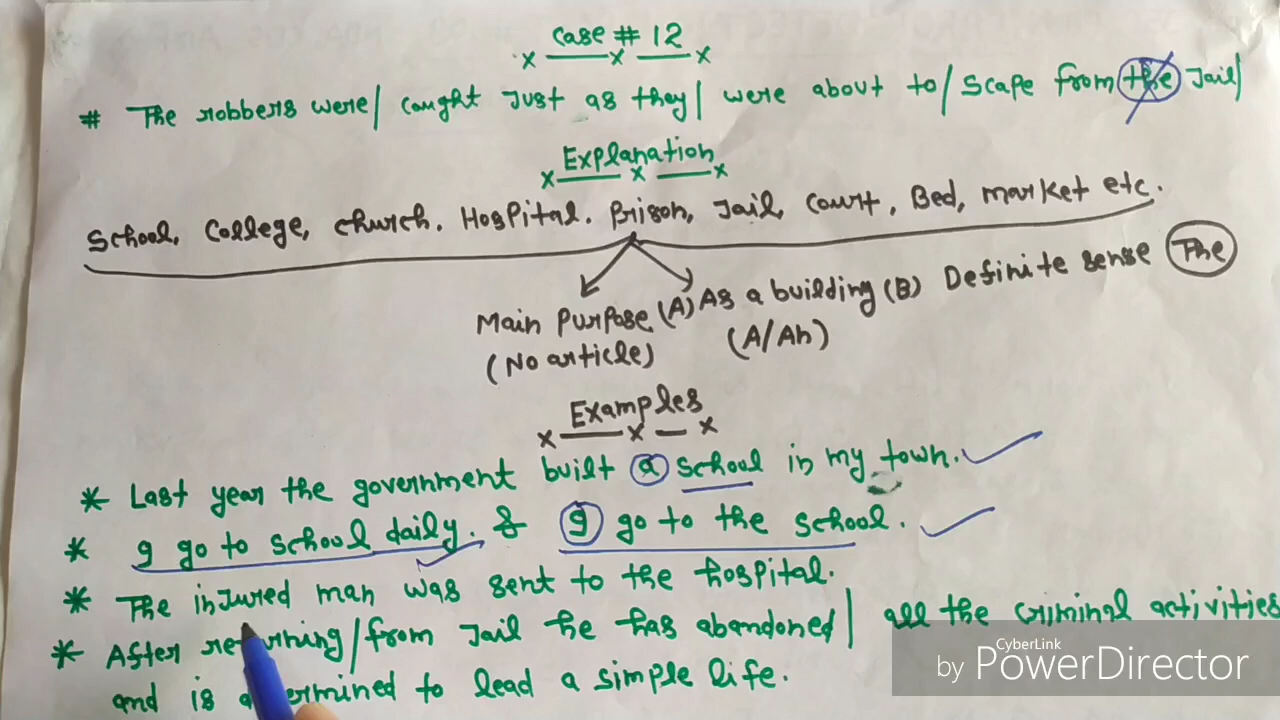 Case # 12
# The robbers were/ caught Just as they/ were about to/ Scape from the Jail/
Explanation
School, College, church. Hospital. Prison, Jail, Court, Bed, market etc.
Main Purpose (A) As a building (B) Definite sense The
(No article) (A/An)
Examples
* Last year the government built a school in my town.
* I go to school daily. & I go to the school.
* The injured man was sent to the hospital.
* After returning/from Jail he has abandoned/ all the criminal activities
and is determined to lead a simple life.
CyberLink
by PowerDirector